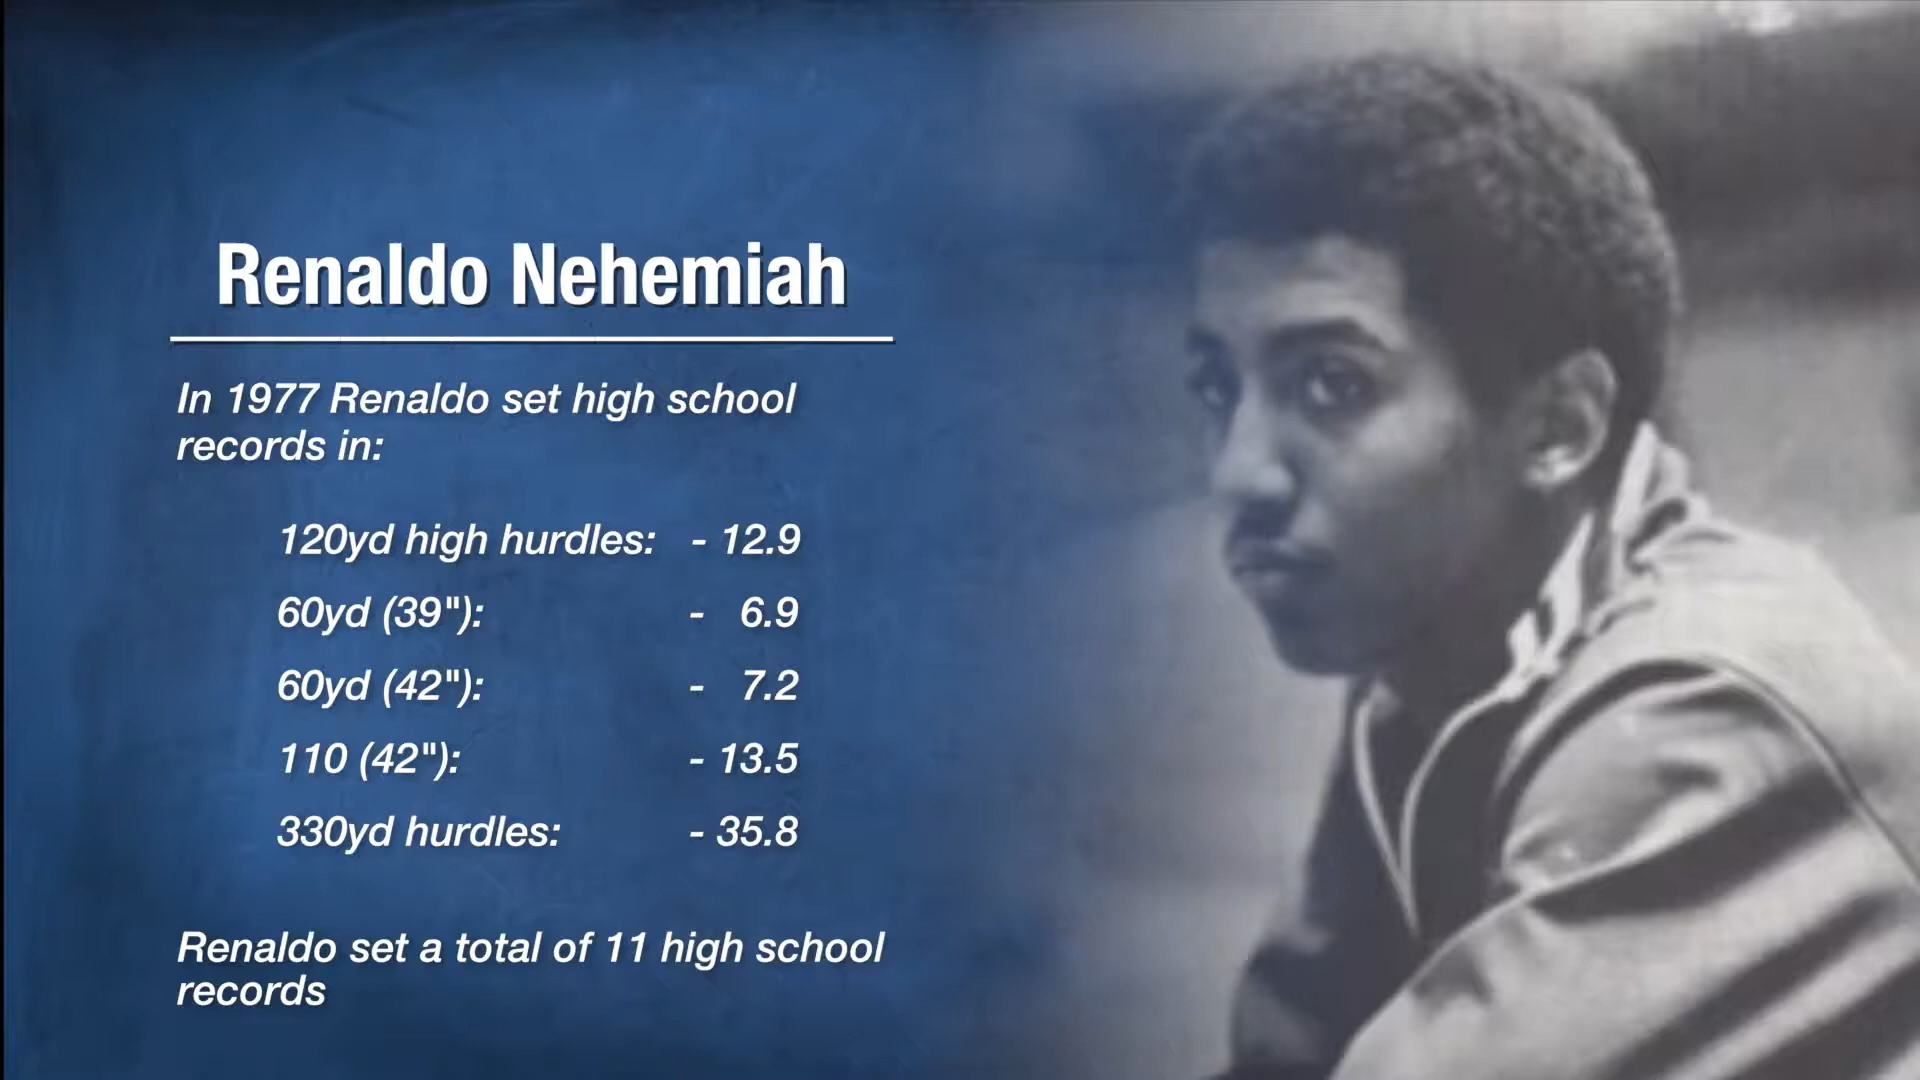 Renaldo Nehemiah
In 1977 Renaldo set high school
records in:
120yd high hurdles: - 12.9
60yd (39"): - 6.9
60yd (42"): - 7.2
110 (42"): - 13.5
330yd hurdles: - 35.8
Renaldo set a total of 11 high school
records